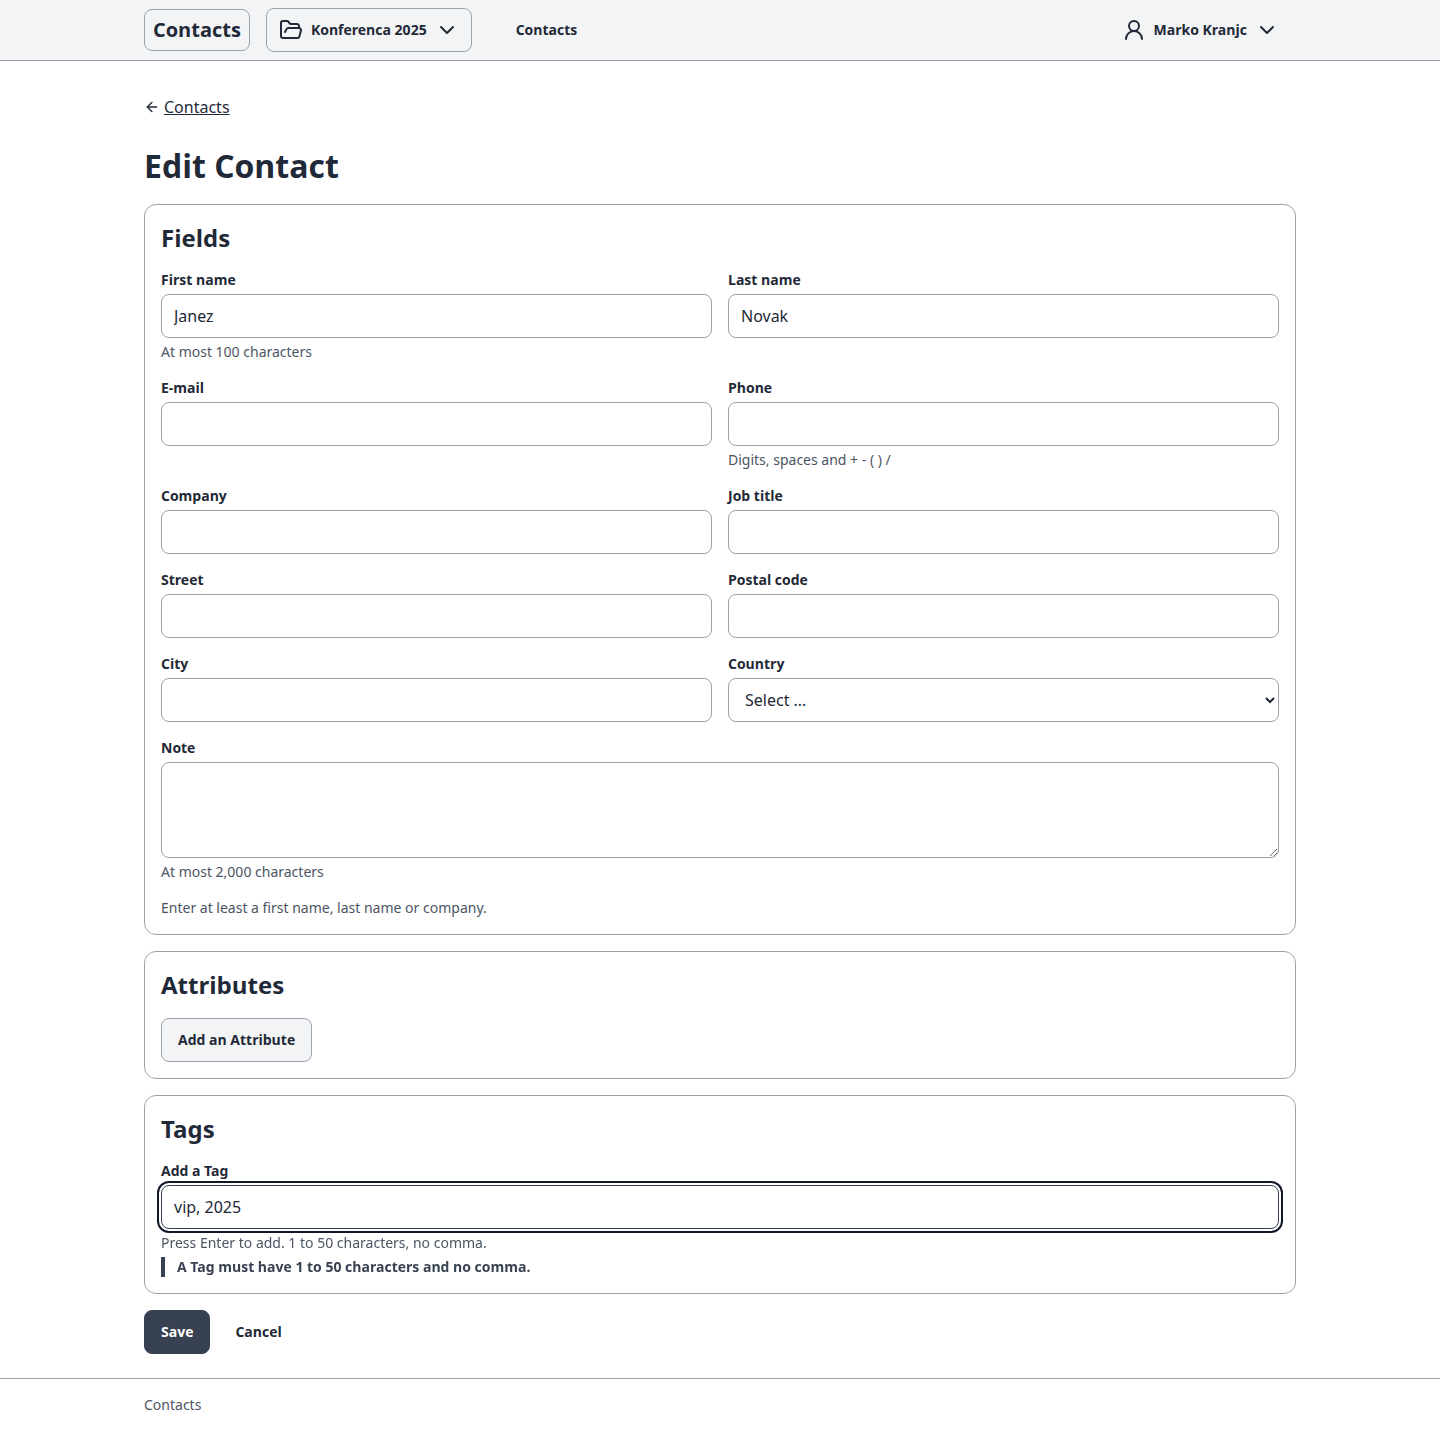 Contacts
Konferenca 2025
Contacts
Marko Kranjc
Contacts
Edit Contact
Fields
First name
Last name
Janez
Novak
At most 100 characters
E-mail
Phone
Digits, spaces and + - ( ) /
Company
Job title
Street
Postal code
City
Country
Select ...
Note
At most 2,000 characters
Enter at least a first name, last name or company.
Attributes
Add an Attribute
Tags
Add a Tag
vip, 2025
Press Enter to add. 1 to 50 characters, no comma.
A Tag must have 1 to 50 characters and no comma.
Save
Cancel
Contacts